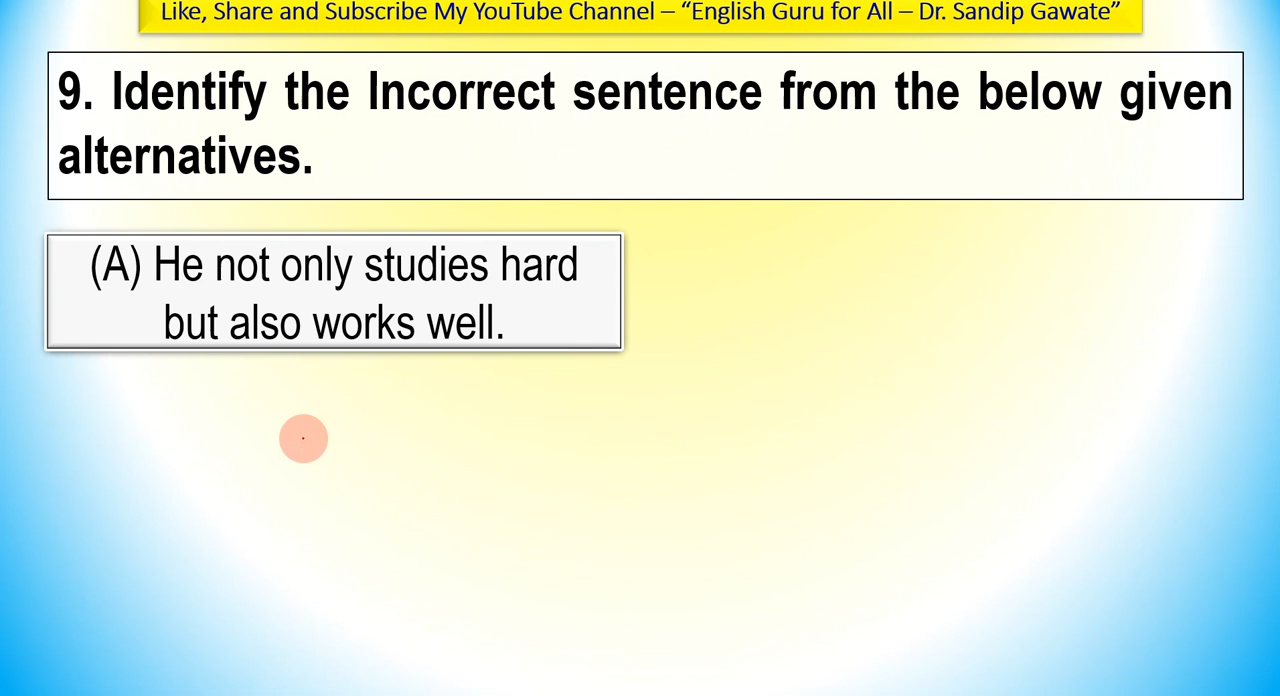 Like, Share and Subscribe My YouTube Channel – “English Guru for All – Dr. Sandip Gawate”
9. Identify the Incorrect sentence from the below given
alternatives.
(A) He not only studies hard
but also works well.